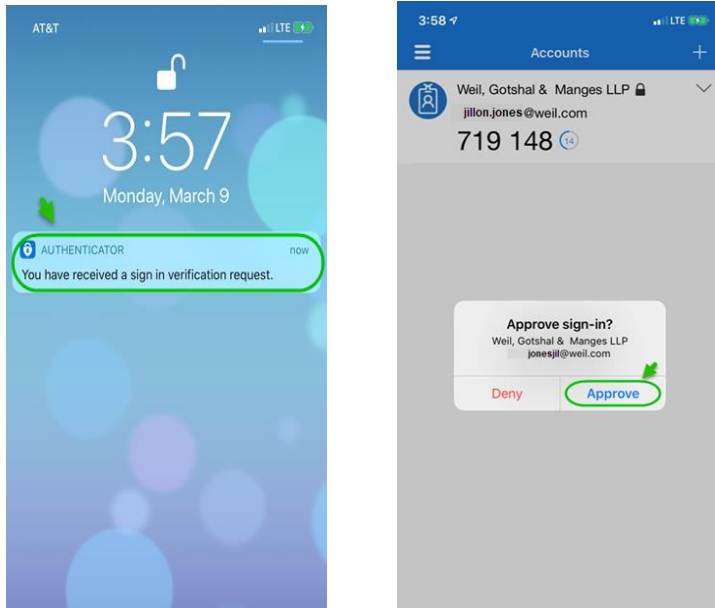 AT&T LTE
3:57
Monday, March 9
AUTHENTICATOR now
You have received a sign in verification request.
3:58 LTE
Accounts
Weil, Gotshal & Manges LLP
jillon.jones@weil.com
719 148 14
Approve sign-in?
Weil, Gotshal & Manges LLP
jonesjil@weil.com
Deny Approve